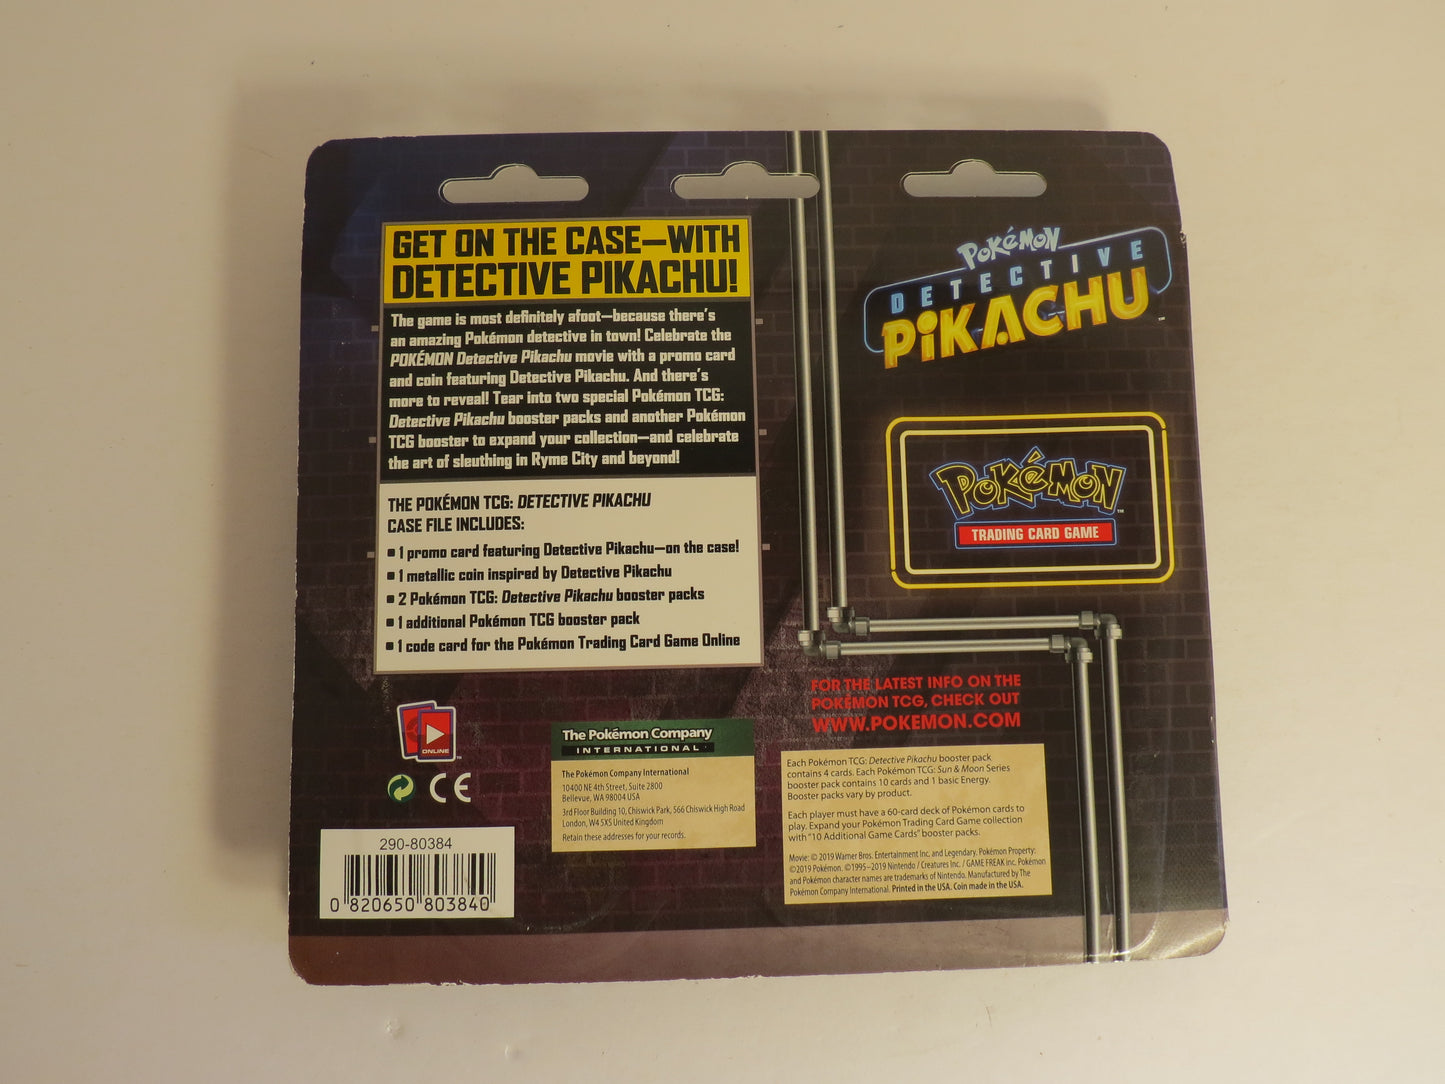 GET ON THE CASE—WITH
DETECTIVE PIKACHU!
The game is most definitely afoot—because there's
an amazing Pokémon detective in town! Celebrate the
POKÉMON Detective Pikachu movie with a promo card
and coin featuring Detective Pikachu. And there's
more to reveal! Tear into two special Pokémon TCG:
Detective Pikachu booster packs and another Pokémon
TCG booster to expand your collection—and celebrate
the art of sleuthing in Ryme City and beyond!
THE POKÉMON TCG: DETECTIVE PIKACHU
CASE FILE INCLUDES:
▪ 1 promo card featuring Detective Pikachu—on the case!
▪ 1 metallic coin inspired by Detective Pikachu
▪ 2 Pokémon TCG: Detective Pikachu booster packs
▪ 1 additional Pokémon TCG booster pack
▪ 1 code card for the Pokémon Trading Card Game Online
ONLINE
CE
290-80384
0 820650 803840
The Pokémon Company
INTERNATIONAL
The Pokémon Company International
10400 NE 4th Street, Suite 2800
Bellevue, WA 98004 USA
3rd Floor Building 10, Chiswick Park, 566 Chiswick High Road
London, W4 5XS United Kingdom
Retain these addresses for your records.
POKéMON
DETECTIVE
PiKACHU™
POKéMON™
TRADING CARD GAME
FOR THE LATEST INFO ON THE
POKÉMON TCG, CHECK OUT
WWW.POKEMON.COM
Each Pokémon TCG: Detective Pikachu booster pack
contains 4 cards. Each Pokémon TCG: Sun & Moon Series
booster pack contains 10 cards and 1 basic Energy.
Booster packs vary by product.
Each player must have a 60-card deck of Pokémon cards to
play. Expand your Pokémon Trading Card Game collection
with "10 Additional Game Cards" booster packs.
Movie: © 2019 Warner Bros. Entertainment Inc. and Legendary. Pokémon Property:
©2019 Pokémon. ©1995–2019 Nintendo / Creatures Inc. / GAME FREAK inc. Pokémon
and Pokémon character names are trademarks of Nintendo. Manufactured by The
Pokémon Company International. Printed in the USA. Coin made in the USA.